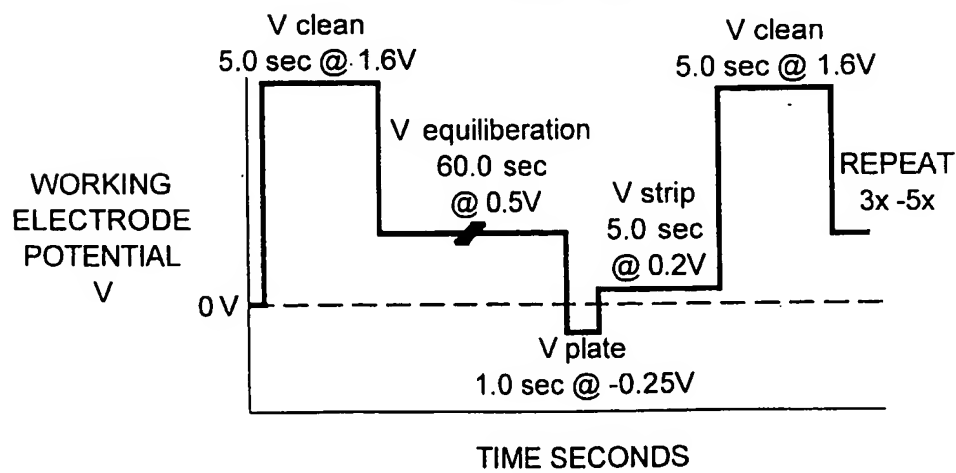 V clean
5.0 sec @ 1.6V
V clean
5.0 sec @ 1.6V
V equiliberation
60.0 sec
@ 0.5V
V strip
5.0 sec
@ 0.2V
REPEAT
3x -5x
WORKING
ELECTRODE
POTENTIAL
V
0 V
V plate
1.0 sec @ -0.25V
TIME SECONDS